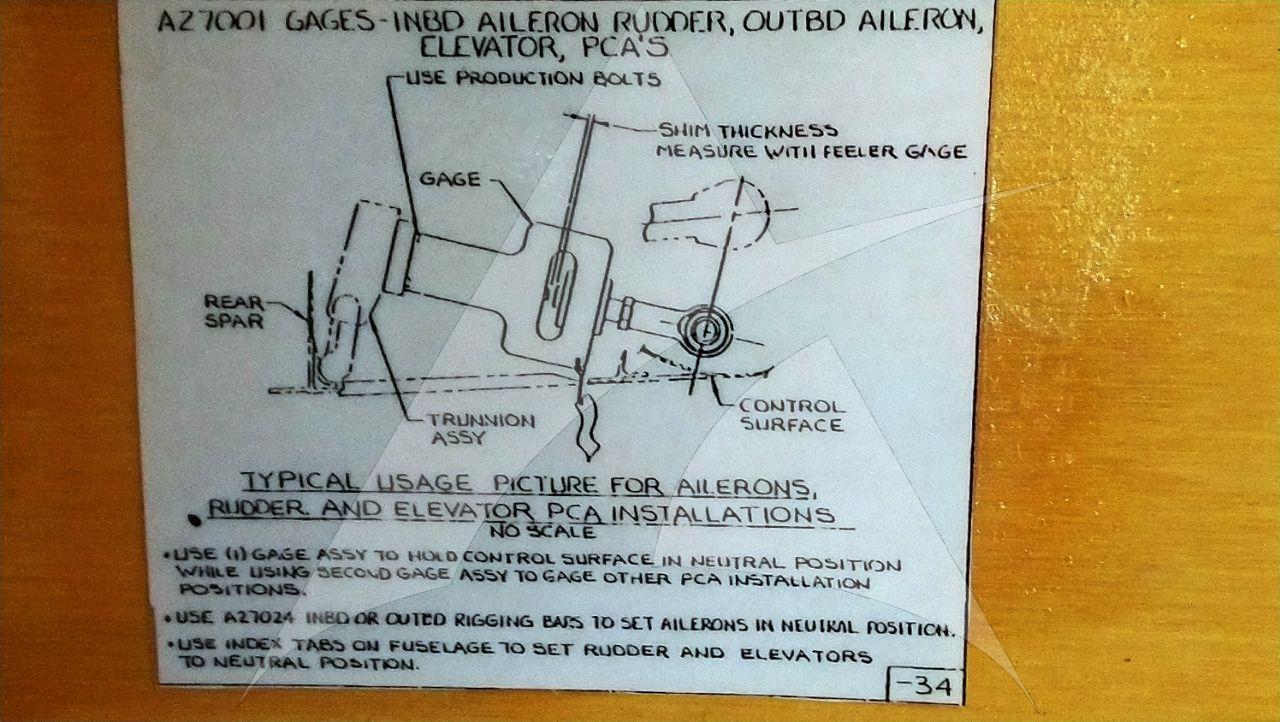 A27001 GAGES-INBD AILERON RUDDER, OUTBD AILERON,
ELEVATOR, PCA'S
USE PRODUCTION BOLTS
SHIM THICKNESS
MEASURE WITH FEELER GAGE
GAGE
REAR
SPAR
TRUNNION
ASSY
CONTROL
SURFACE
TYPICAL USAGE PICTURE FOR AILERONS,
RUDDER AND ELEVATOR PCA INSTALLATIONS
NO SCALE
• USE (1) GAGE ASSY TO HOLD CONTROL SURFACE IN NEUTRAL POSITION
WHILE USING SECOND GAGE ASSY TO GAGE OTHER PCA INSTALLATION
POSITIONS.
• USE A27024 INBD OR OUTBD RIGGING BARS TO SET AILERONS IN NEUTRAL POSITION.
• USE INDEX TABS ON FUSELAGE TO SET RUDDER AND ELEVATORS
TO NEUTRAL POSITION.
-34